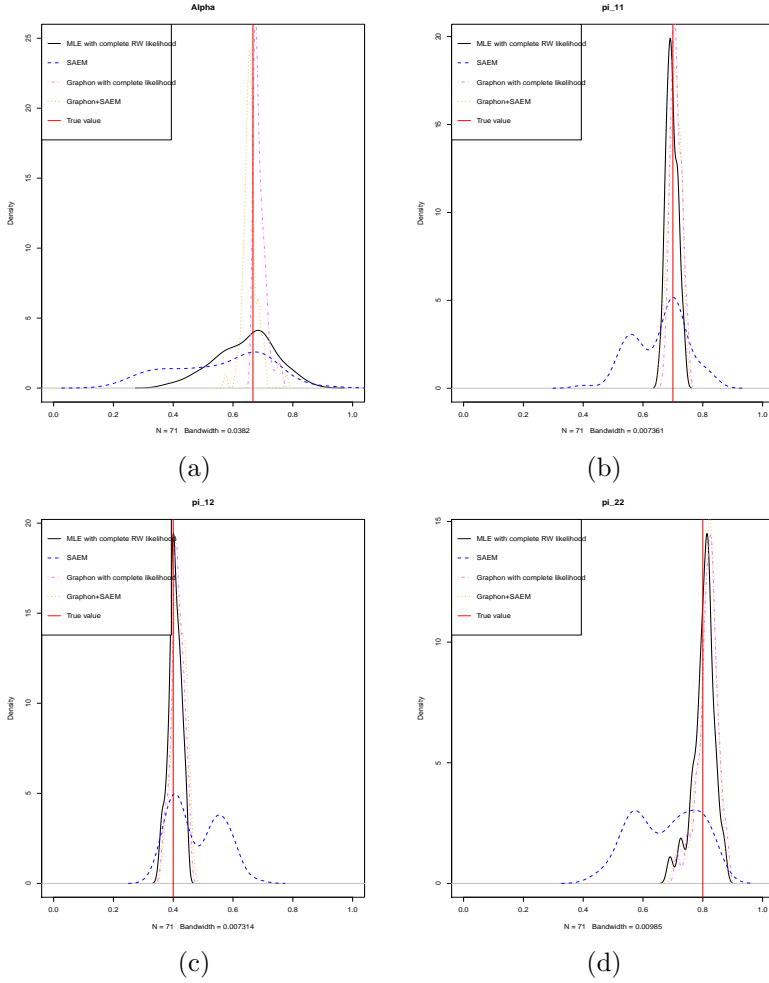 Alpha
MLE with complete RW likelihood
SAEM
Graphon with complete likelihood
Graphon+SAEM
True value
Density
0 5 10 15 20 25
0.0 0.2 0.4 0.6 0.8 1.0
N = 71 Bandwidth = 0.0382
(a)
pi_11
MLE with complete RW likelihood
SAEM
Graphon with complete likelihood
Graphon+SAEM
True value
Density
0 5 10 15 20
0.0 0.2 0.4 0.6 0.8 1.0
N = 71 Bandwidth = 0.007361
(b)
pi_12
MLE with complete RW likelihood
SAEM
Graphon with complete likelihood
Graphon+SAEM
True value
Density
0 5 10 15 20
0.0 0.2 0.4 0.6 0.8 1.0
N = 71 Bandwidth = 0.007314
(c)
pi_22
MLE with complete RW likelihood
SAEM
Graphon with complete likelihood
Graphon+SAEM
True value
Density
0 5 10 15
0.0 0.2 0.4 0.6 0.8 1.0
N = 71 Bandwidth = 0.00985
(d)